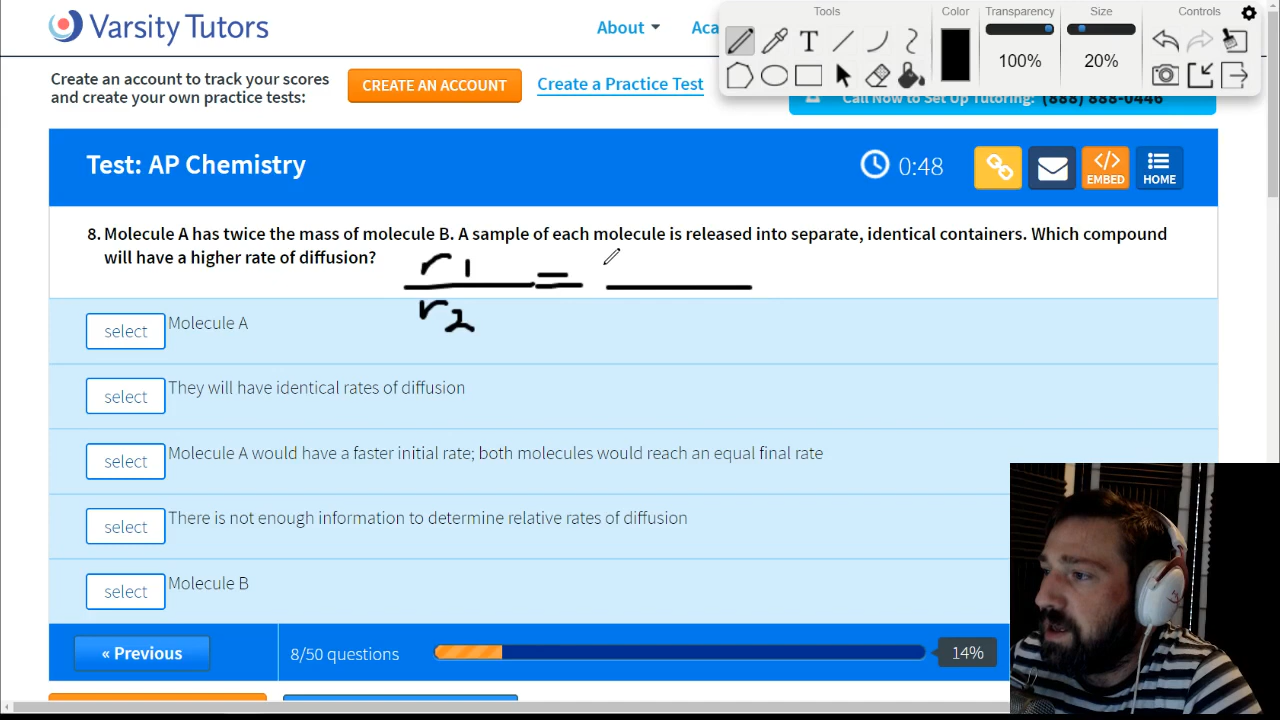 Varsity Tutors
About
Aca
Tools
Color
Transparency
Size
Controls
100%
20%
Create an account to track your scores
and create your own practice tests:
CREATE AN ACCOUNT
Create a Practice Test
Call Now to Set Up Tutoring: (888) 888-0446
Test: AP Chemistry
0:48
EMBED
HOME
8. Molecule A has twice the mass of molecule B. A sample of each molecule is released into separate, identical containers. Which compound
will have a higher rate of diffusion?
r1
=
r2
select Molecule A
select They will have identical rates of diffusion
select Molecule A would have a faster initial rate; both molecules would reach an equal final rate
select There is not enough information to determine relative rates of diffusion
select Molecule B
« Previous
8/50 questions
14%